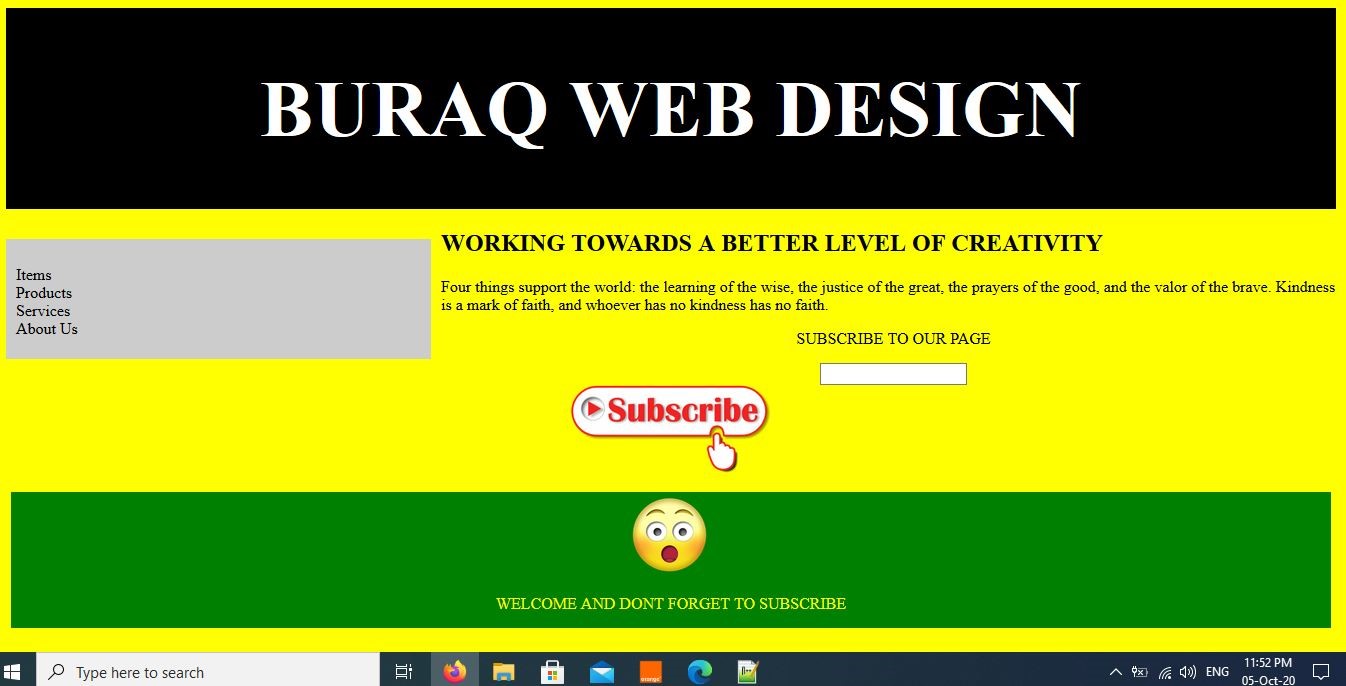 BURAQ WEB DESIGN
Items
Products
Services
About Us
WORKING TOWARDS A BETTER LEVEL OF CREATIVITY
Four things support the world: the learning of the wise, the justice of the great, the prayers of the good, and the valor of the brave. Kindness
is a mark of faith, and whoever has no kindness has no faith.
SUBSCRIBE TO OUR PAGE
Subscribe
WELCOME AND DONT FORGET TO SUBSCRIBE
Type here to search
orange
ENG
11:52 PM
05-Oct-20